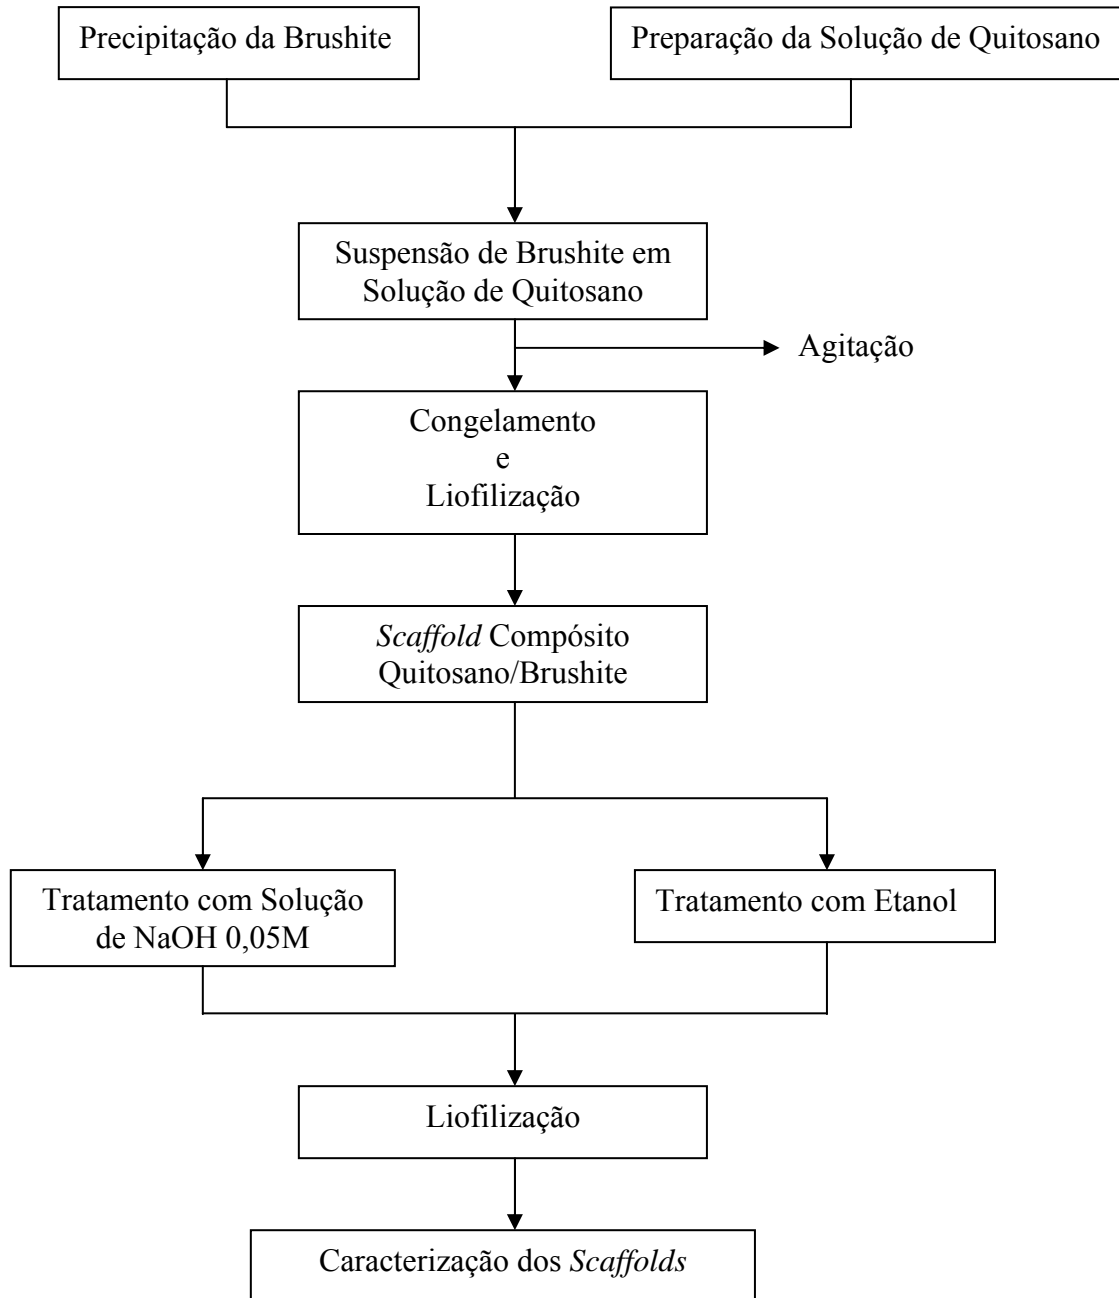 Precipitação da Brushite
Preparação da Solução de Quitosano
Suspensão de Brushite em
Solução de Quitosano
Agitação
Congelamento
e
Liofilização
Scaffold Compósito
Quitosano/Brushite
Tratamento com Solução
de NaOH 0,05M
Tratamento com Etanol
Liofilização
Caracterização dos Scaffolds